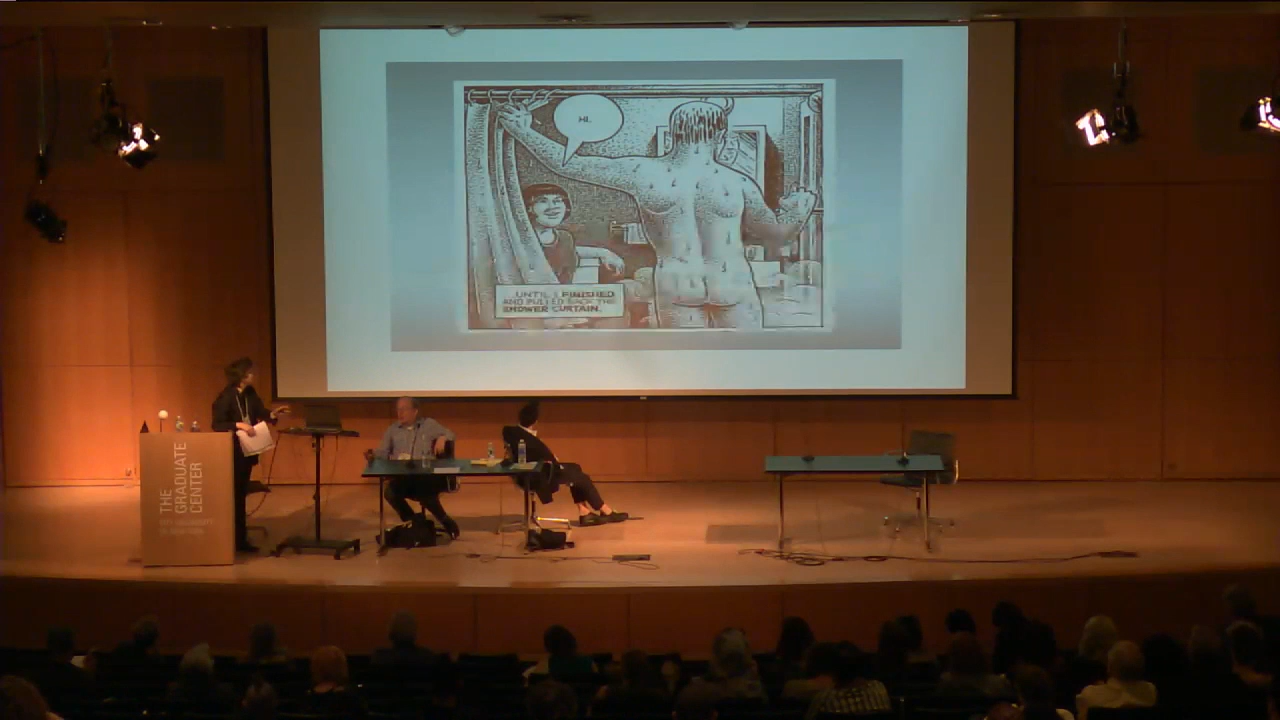 HI.
...UNTIL I FINISHED
AND PULLED BACK THE
SHOWER CURTAIN.
THE
GRADUATE
CENTER